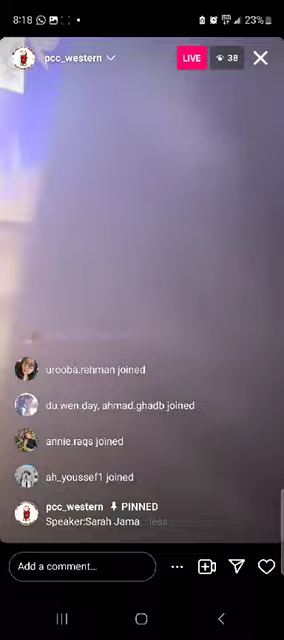 8:18
23%
pcc_western
LIVE
38
urooba.rehman joined
du.wen.day, ahmad.ghadb joined
annie.raqs joined
ah_youssef1 joined
pcc_western PINNED
Speaker:Sarah Jama less
Add a comment...